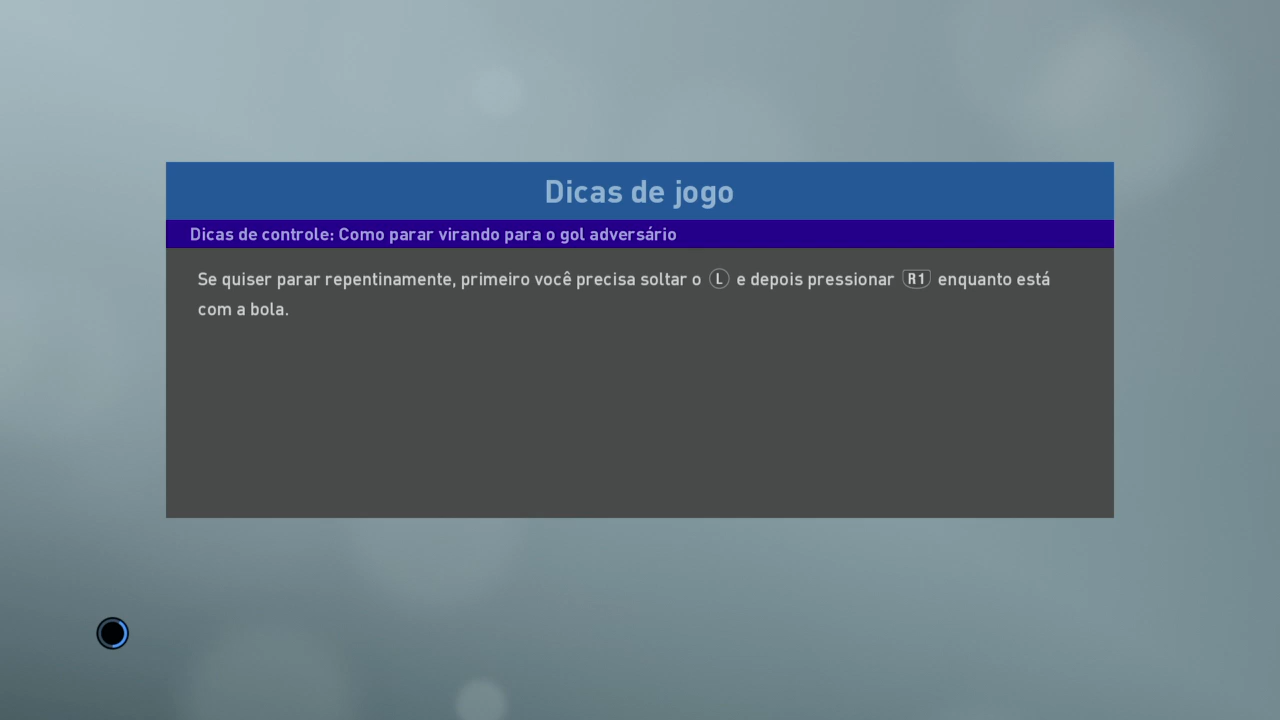 Dicas de jogo
Dicas de controle: Como parar virando para o gol adversário
Se quiser parar repentinamente, primeiro você precisa soltar o L e depois pressionar R1 enquanto está
com a bola.